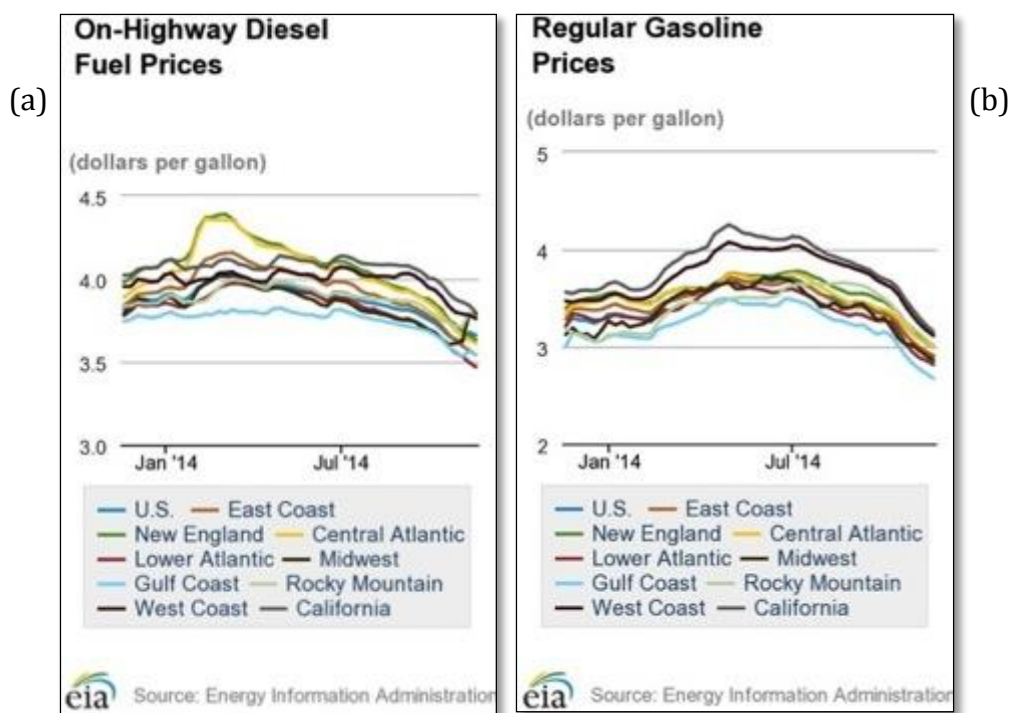 (a)
On-Highway Diesel
Fuel Prices
(dollars per gallon)
4.5
4.0
3.5
3.0
Jan '14 Jul '14
U.S. East Coast
New England Central Atlantic
Lower Atlantic Midwest
Gulf Coast Rocky Mountain
West Coast California
eia Source: Energy Information Administration
Regular Gasoline
Prices
(b)
(dollars per gallon)
5
4
3
2
Jan '14 Jul '14
U.S. East Coast
New England Central Atlantic
Lower Atlantic Midwest
Gulf Coast Rocky Mountain
West Coast California
eia Source: Energy Information Administration